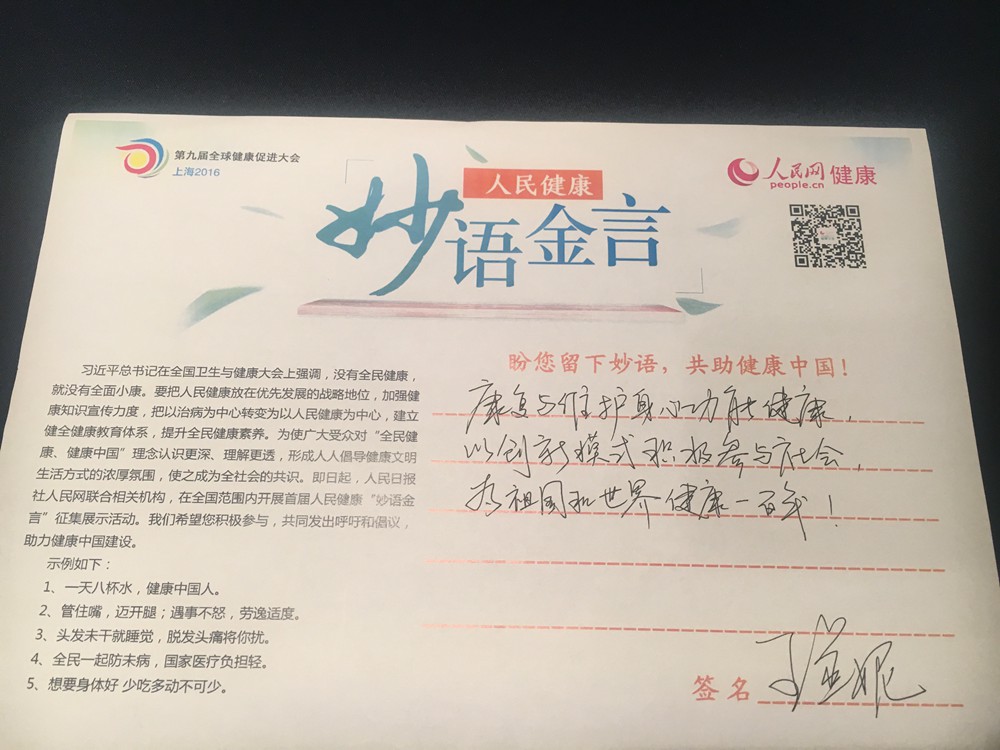 第九届全球健康促进大会
上海2016
人民健康
妙语金言
人民网
people.cn
健康
习近平总书记在全国卫生与健康大会上强调，没有全民健康，
就没有全面小康。要把人民健康放在优先发展的战略地位，加强健
康知识宣传力度，把以治病为中心转变为以人民健康为中心，建立
健全健康教育体系，提升全民健康素养。为使广大受众对“全民健
康、健康中国”理念认识更深、理解更透，形成人人倡导健康文明
生活方式的浓厚氛围，使之成为全社会的共识。即日起，人民日报
社人民网联合相关机构，在全国范围内开展首届人民健康“妙语金
言”征集展示活动。我们希望您积极参与，共同发出呼吁和倡议，
助力健康中国建设。
示例如下：
1、一天八杯水，健康中国人。
2、管住嘴，迈开腿；遇事不怒，劳逸适度。
3、头发未干就睡觉，脱发头痛将你扰。
4、全民一起防未病，国家医疗负担轻。
5、想要身体好 少吃多动不可少。
盼您留下妙语，共助健康中国！
康复与维护身心功能健康，
以创新模式积极参与社会，
为祖国和世界健康一百年！
签名